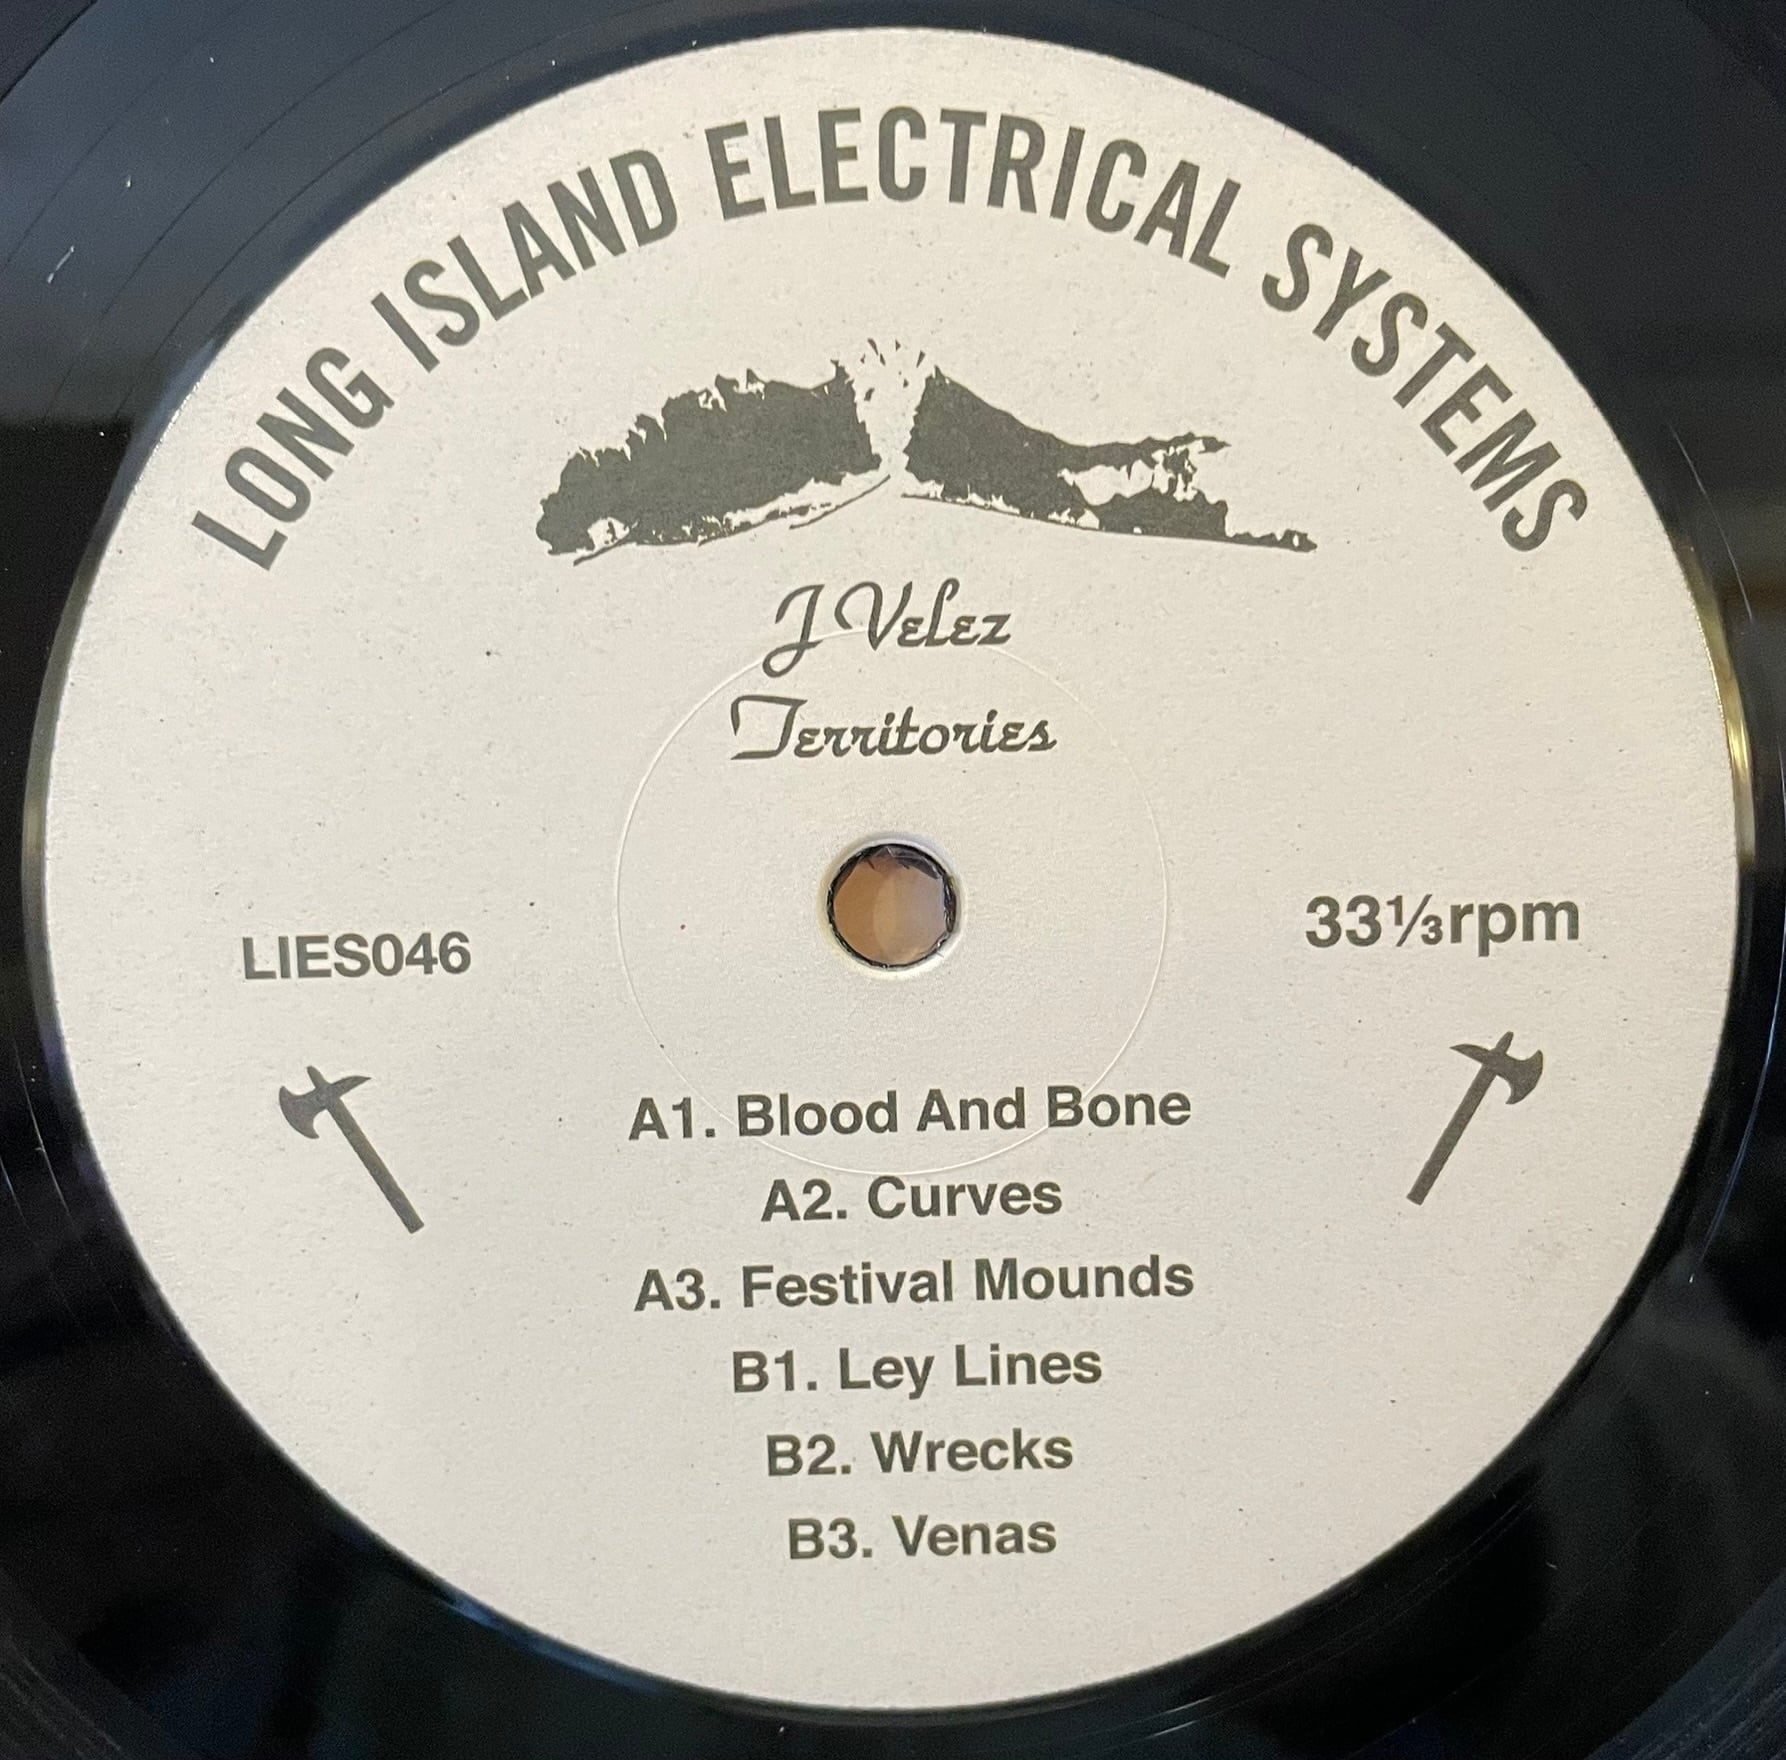 LONG ISLAND ELECTRICAL SYSTEMS
J Velez
Territories
LIES046
33⅓rpm
A1. Blood And Bone
A2. Curves
A3. Festival Mounds
B1. Ley Lines
B2. Wrecks
B3. Venas